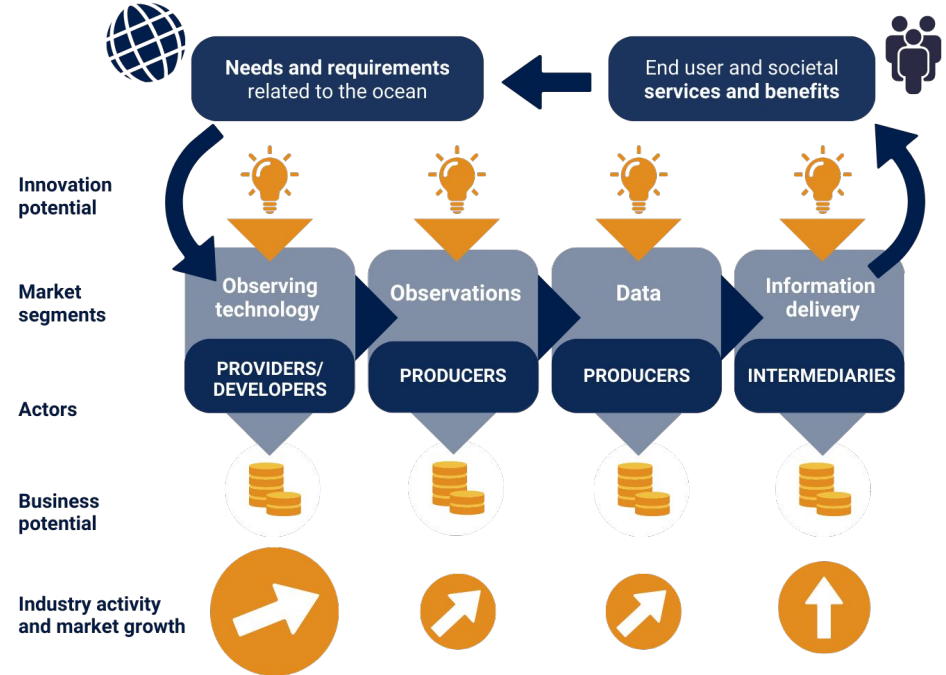 Needs and requirements
related to the ocean
End user and societal
services and benefits
Innovation
potential
Market
segments
Observing
technology
Observations
Data
Information
delivery
Actors
PROVIDERS/
DEVELOPERS
PRODUCERS
PRODUCERS
INTERMEDIARIES
Business
potential
Industry activity
and market growth